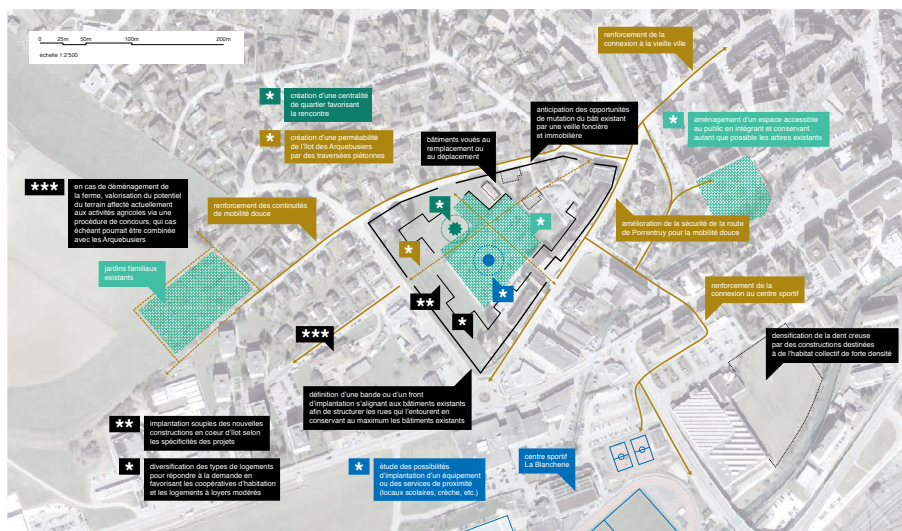 0 25m 50m 100m 200m
échelle 1:2'500
renforcement de la
connexion à la vieille ville
*
création d'une centralité
de quartier favorisant
la rencontre
*
création d'une perméabilité
de l'îlot des Arquebusiers
par des traversées piétonnes
bâtiments voués au
remplacement ou
au déplacement
anticipation des opportunités
de mutation du bâti existant
par une veille foncière
et immobilière
*
aménagement d'un espace accessible
au public en intégrant et conservant
autant que possible les arbres existants
***
en cas de déménagement de
la ferme, valorisation du potentiel
du terrain affecté actuellement
aux activités agricoles via une
procédure de concours, qui cas
échéant pourrait être combinée
avec les Arquebusiers
renforcement des continuités
de mobilité douce
*
*
*
amélioration de la sécurité de la route
de Porrentruy pour la mobilité douce
jardins familiaux
existants
*
**
*
***
renforcement de la
connexion au centre sportif
densification de la dent creuse
par des constructions destinées
à de l'habitat collectif de forte densité
définition d'une bande ou d'un front
d'implantation s'alignant aux bâtiments existants
afin de structurer les rues qui l'entourent en
conservant au maximum les bâtiments existants
**
implantation souples des nouvelles
constructions en coeur d'îlot selon
les spécificités des projets
*
diversification des types de logements
pour répondre à la demande en
favorisant les coopératives d'habitation
et les logements à loyers modérés
*
étude des possibilités
d'implantation d'un équipement
ou des services de proximité
(locaux scolaires, crèche, etc.)
centre sportif
La Blancherie